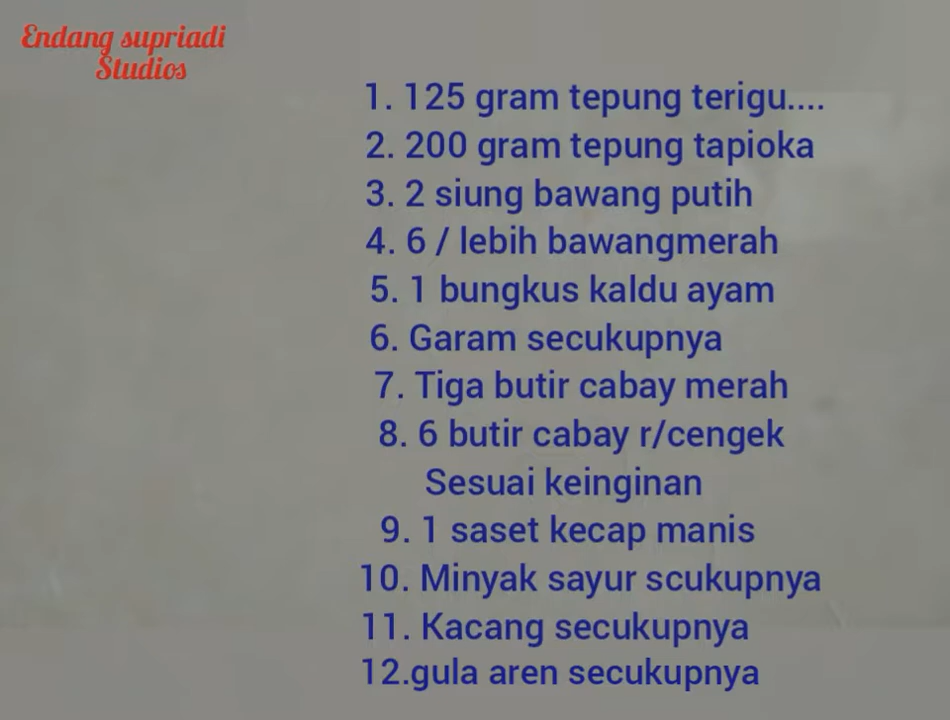 Endang supriadi
Studios
1. 125 gram tepung terigu....
2. 200 gram tepung tapioka
3. 2 siung bawang putih
4. 6 / lebih bawangmerah
5. 1 bungkus kaldu ayam
6. Garam secukupnya
7. Tiga butir cabay merah
8. 6 butir cabay r/cengek
Sesuai keinginan
9. 1 saset kecap manis
10. Minyak sayur scukupnya
11. Kacang secukupnya
12.gula aren secukupnya